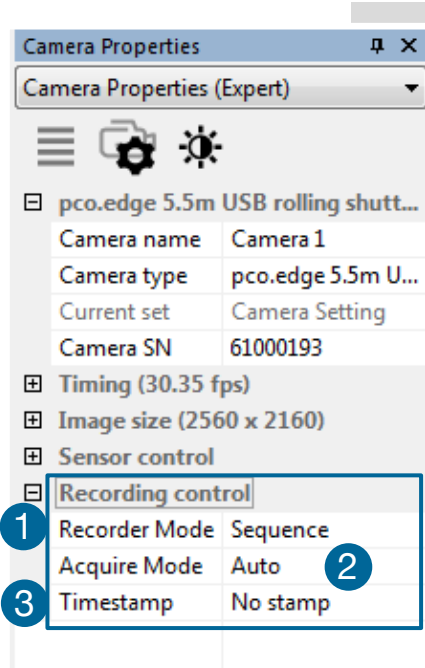 Camera Properties
Camera Properties (Expert)
pco.edge 5.5m USB rolling shutt...
Camera name Camera 1
Camera type pco.edge 5.5m U...
Current set Camera Setting
Camera SN 61000193
Timing (30.35 fps)
Image size (2560 x 2160)
Sensor control
Recording control
1 Recorder Mode Sequence
Acquire Mode Auto 2
3 Timestamp No stamp